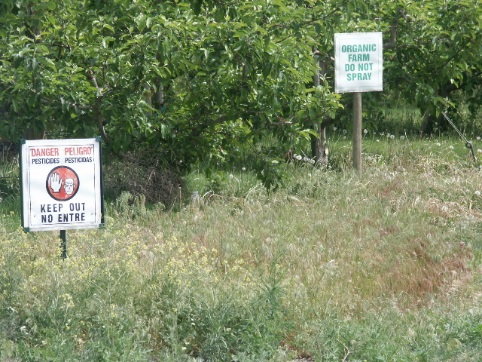 DANGER PELIGRO
PESTICIDES PESTICIDAS
KEEP OUT
NO ENTRE
ORGANIC
FARM
DO NOT
SPRAY